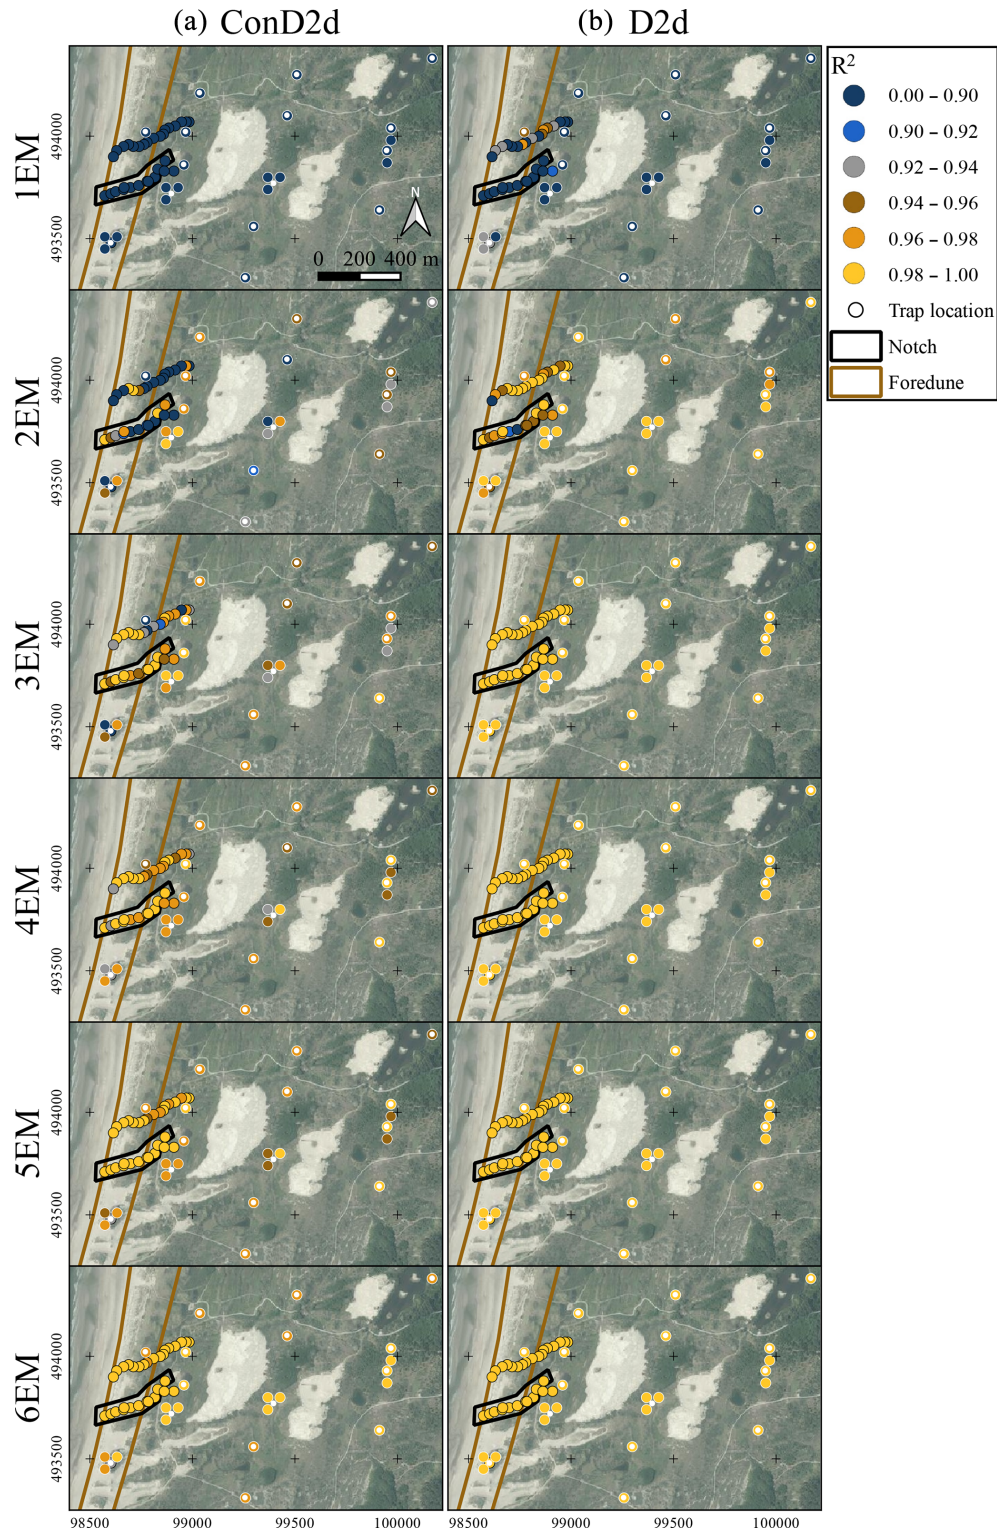 (a) ConD2d
(b) D2d
R²
0.00 – 0.90
0.90 – 0.92
0.92 – 0.94
0.94 – 0.96
0.96 – 0.98
0.98 – 1.00
Trap location
Notch
Foredune
1EM
494000
493500
N
0 200 400 m
2EM
494000
493500
3EM
494000
493500
4EM
494000
493500
5EM
494000
493500
6EM
494000
493500
98500 99000 99500 100000
98500 99000 99500 100000